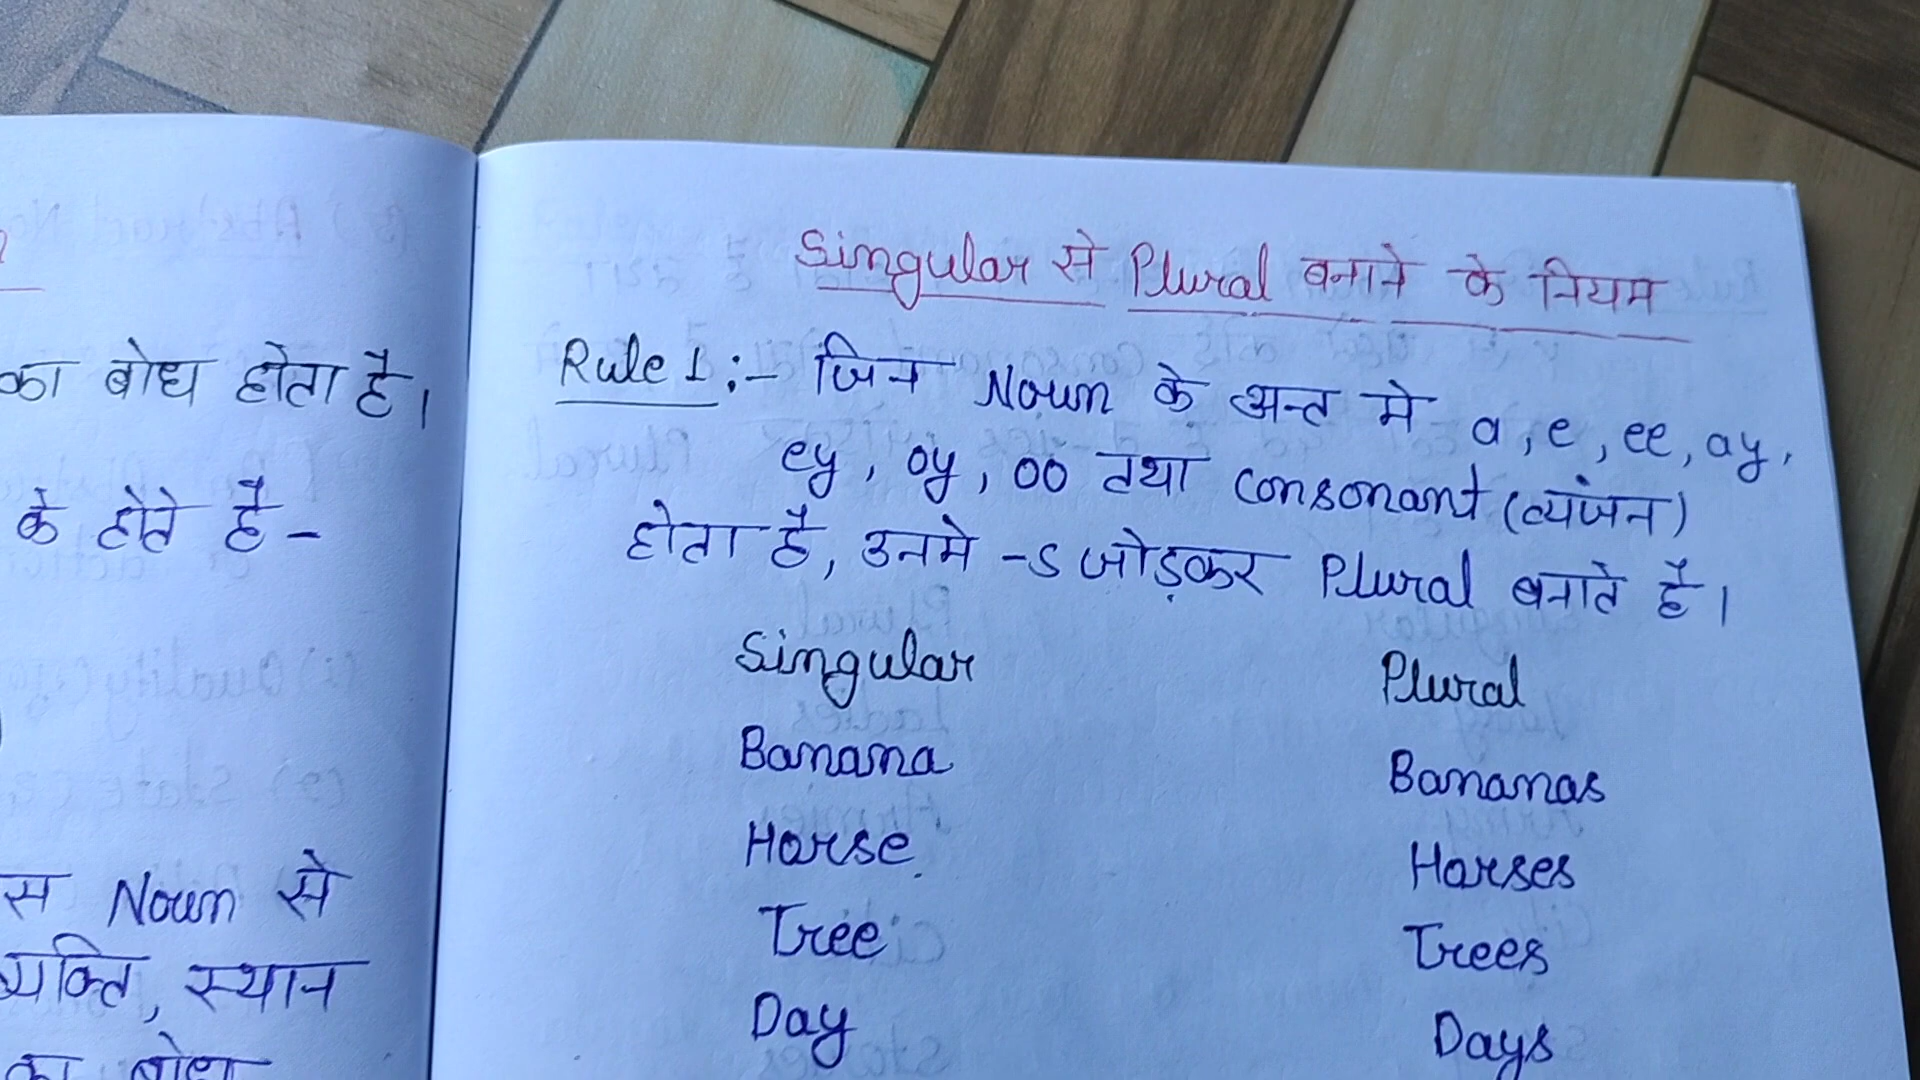 का बोध होता है।
के होते है -
स Noun से
व्यक्ति, स्थान
का बोध
Singular से Plural बनाने के नियम
Rule 1:- जिन Noun के अन्त मे a, e, ee, ay,
ey, oy, oo तथा consonant (व्यंजन)
होता है, उनमे -s जोड़कर Plural बनाते है।
Singular Plural
Banana Bananas
Horse Horses
Tree Trees
Day Days